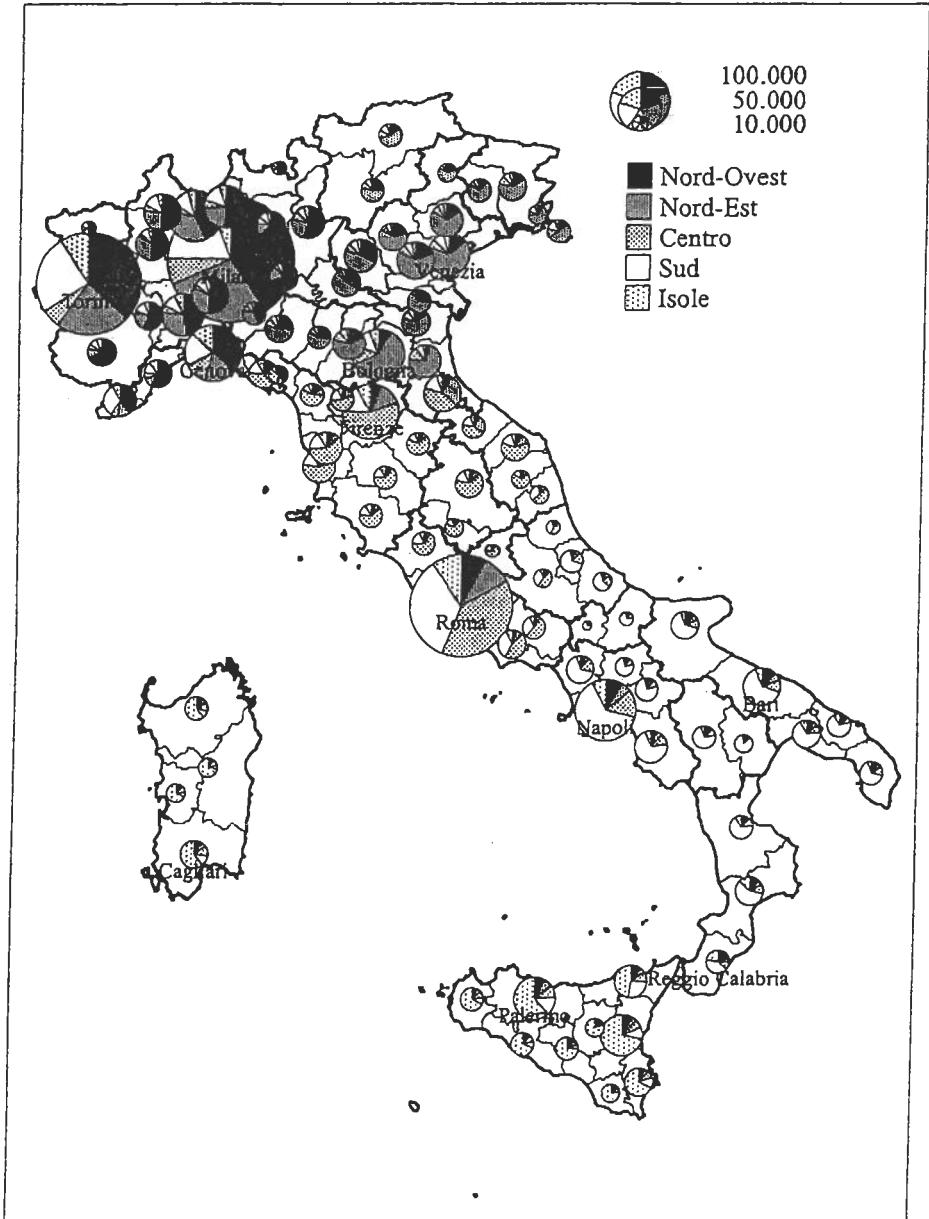 100.000
50.000
10.000
Nord-Ovest
Nord-Est
Centro
Sud
Isole
Venezia
Bologna
Roma
Napoli
Bari
Cagliari
Reggio Calabria
Palermo